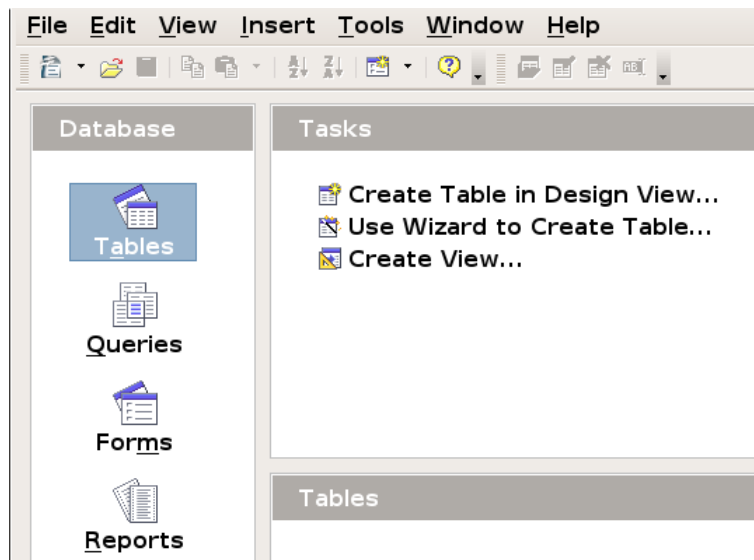 File Edit View Insert Tools Window Help
Database
Tables
Queries
Forms
Reports
Tasks
Create Table in Design View...
Use Wizard to Create Table...
Create View...
Tables